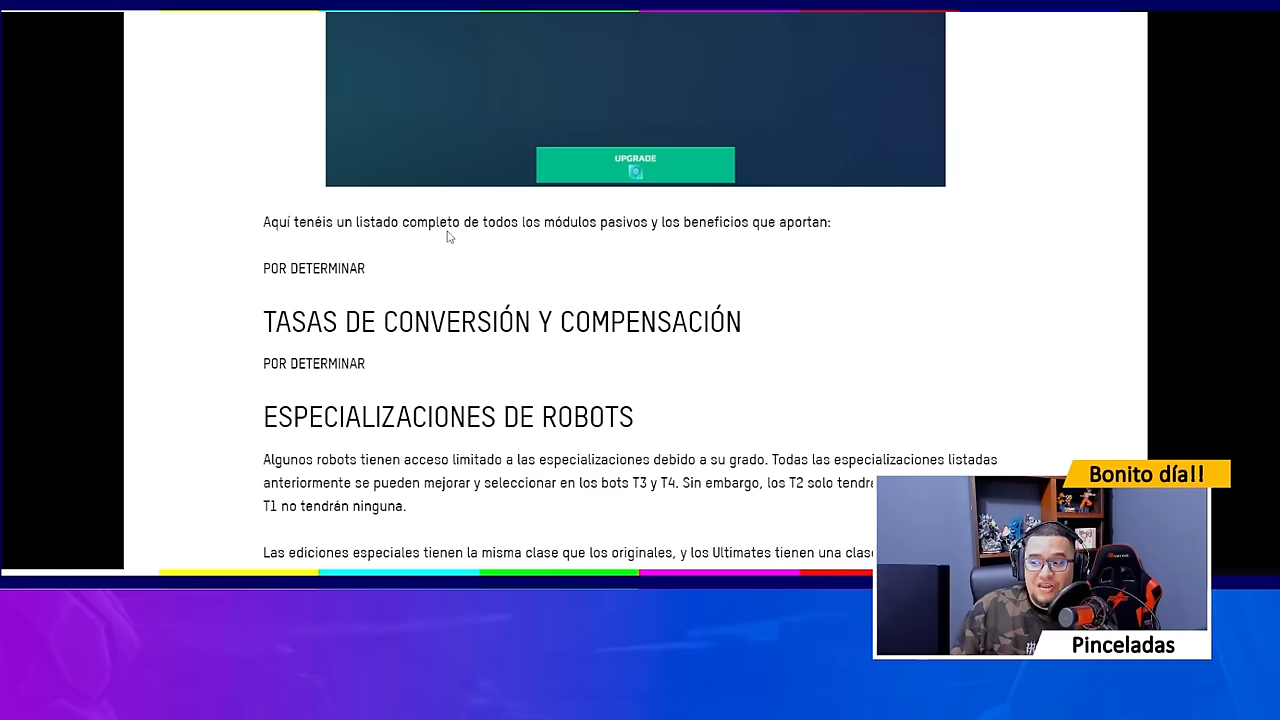 UPGRADE
Aquí tenéis un listado completo de todos los módulos pasivos y los beneficios que aportan:
POR DETERMINAR
TASAS DE CONVERSIÓN Y COMPENSACIÓN
POR DETERMINAR
ESPECIALIZACIONES DE ROBOTS
Algunos robots tienen acceso limitado a las especializaciones debido a su grado. Todas las especializaciones listadas
anteriormente se pueden mejorar y seleccionar en los bots T3 y T4. Sin embargo, los T2 solo
T1 no tendrán ninguna.
Las ediciones especiales tienen la misma clase que los originales, y los Ultimates tienen una
Bonito día!!
Pinceladas